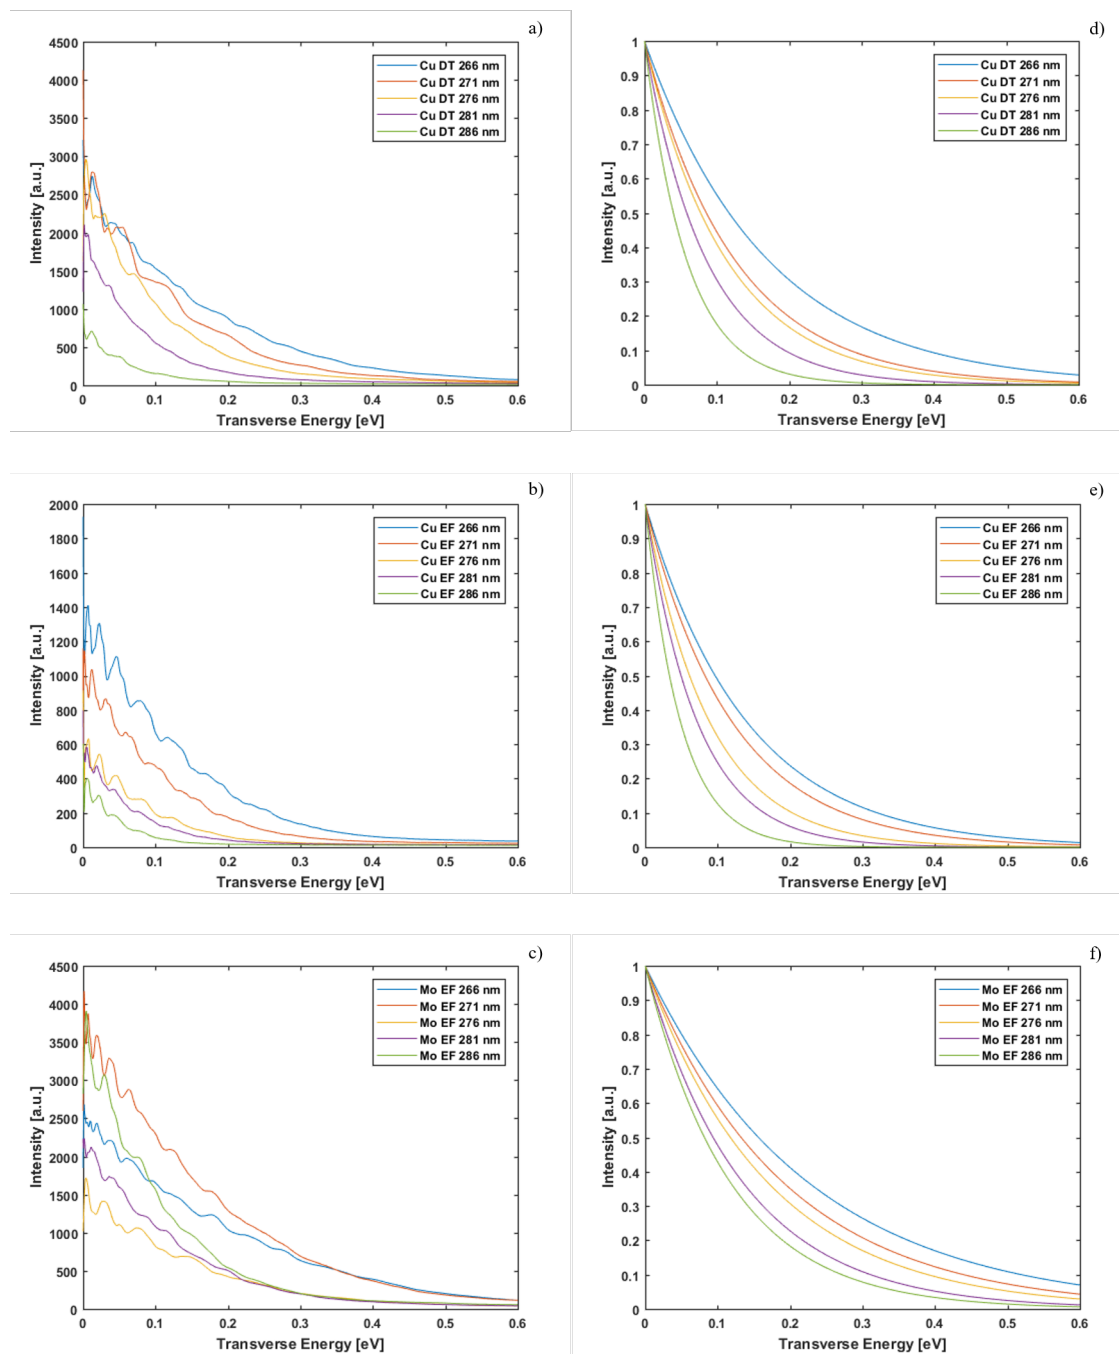 a)
4500
4000
3500
3000
2500
2000
1500
1000
500
0
Intensity [a.u.]
Cu DT 266 nm
Cu DT 271 nm
Cu DT 276 nm
Cu DT 281 nm
Cu DT 286 nm
0 0.1 0.2 0.3 0.4 0.5 0.6
Transverse Energy [eV]
d)
1
0.9
0.8
0.7
0.6
0.5
0.4
0.3
0.2
0.1
0
Intensity [a.u.]
Cu DT 266 nm
Cu DT 271 nm
Cu DT 276 nm
Cu DT 281 nm
Cu DT 286 nm
0 0.1 0.2 0.3 0.4 0.5 0.6
Transverse Energy [eV]
b)
2000
1800
1600
1400
1200
1000
800
600
400
200
0
Intensity [a.u.]
Cu EF 266 nm
Cu EF 271 nm
Cu EF 276 nm
Cu EF 281 nm
Cu EF 286 nm
0 0.1 0.2 0.3 0.4 0.5 0.6
Transverse Energy [eV]
e)
1
0.9
0.8
0.7
0.6
0.5
0.4
0.3
0.2
0.1
0
Intensity [a.u.]
Cu EF 266 nm
Cu EF 271 nm
Cu EF 276 nm
Cu EF 281 nm
Cu EF 286 nm
0 0.1 0.2 0.3 0.4 0.5 0.6
Transverse Energy [eV]
c)
4500
4000
3500
3000
2500
2000
1500
1000
500
0
Intensity [a.u.]
Mo EF 266 nm
Mo EF 271 nm
Mo EF 276 nm
Mo EF 281 nm
Mo EF 286 nm
0 0.1 0.2 0.3 0.4 0.5 0.6
Transverse Energy [eV]
f)
1
0.9
0.8
0.7
0.6
0.5
0.4
0.3
0.2
0.1
0
Intensity [a.u.]
Mo EF 266 nm
Mo EF 271 nm
Mo EF 276 nm
Mo EF 281 nm
Mo EF 286 nm
0 0.1 0.2 0.3 0.4 0.5 0.6
Transverse Energy [eV]